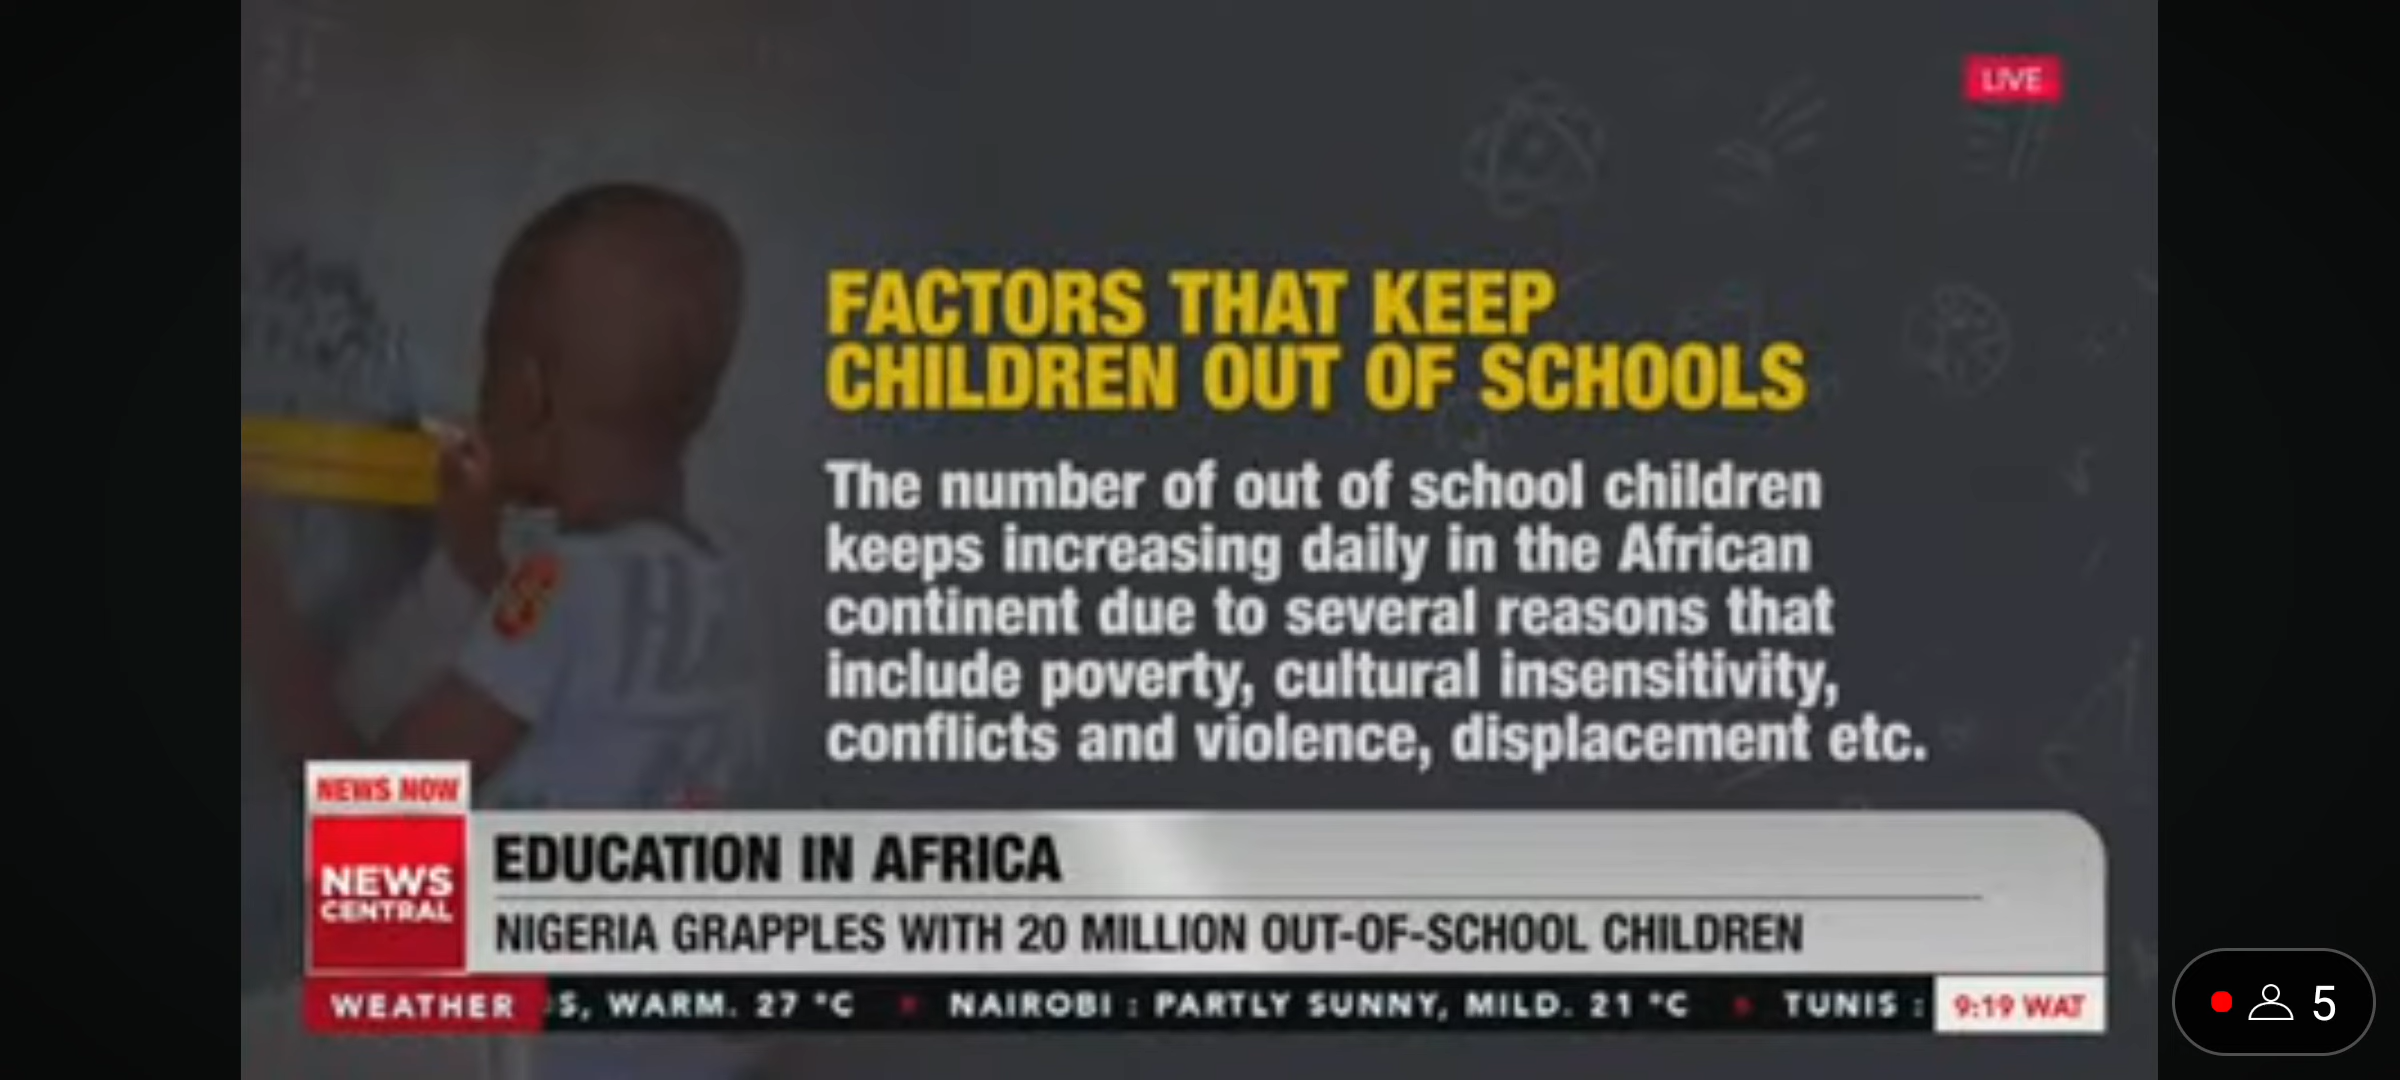 LIVE
FACTORS THAT KEEP
CHILDREN OUT OF SCHOOLS
The number of out of school children
keeps increasing daily in the African
continent due to several reasons that
include poverty, cultural insensitivity,
conflicts and violence, displacement etc.
NEWS NOW
NEWS
CENTRAL
EDUCATION IN AFRICA
NIGERIA GRAPPLES WITH 20 MILLION OUT-OF-SCHOOL CHILDREN
WEATHER S, WARM. 27 °C NAIROBI : PARTLY SUNNY, MILD. 21 °C TUNIS : 9:19 WAT
5